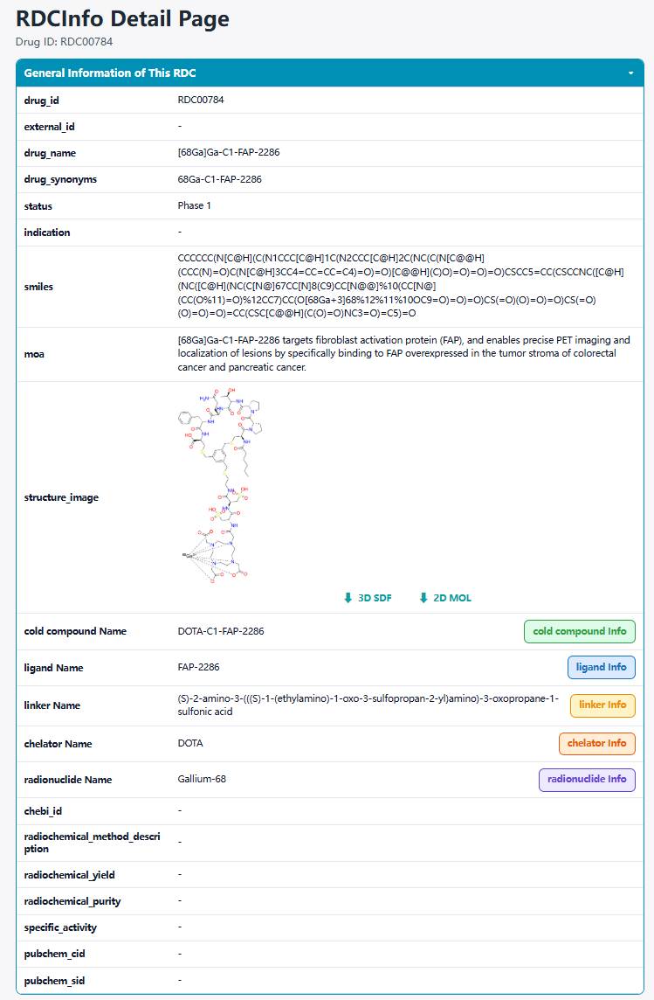 RDCInfo Detail Page
Drug ID: RDC00784
General Information of This RDC
drug_id RDC00784
external_id -
drug_name [68Ga]Ga-C1-FAP-2286
drug_synonyms 68Ga-C1-FAP-2286
status Phase 1
indication -
smiles CCCCCC(N[C@H](C(N1CCC[C@H]1C(N2CCC[C@H]2C(NC(C(N[C@@H]
(CCC(N)=O)C(N[C@H]3CC4=CC=CC=C4)=O)=O)[C@@H](C)O)=O)=O)=O)CSCC5=CC(CSCCNC([C@H]
(NC([C@H](NC(C[N@]67CC[N]8(C9)CC[N@@]%10(CC[N@]
(CC(O%11)=O)%12CC7)CC(O[68Ga+3]68%12%11%10OC9=O)=O)=O)CS(=O)(O)=O)=O)CS(=O)
(O)=O)=O)=CC(CSC[C@@H](C(O)=O)NC3=O)=C5)=O
moa [68Ga]Ga-C1-FAP-2286 targets fibroblast activation protein (FAP), and enables precise PET imaging and
localization of lesions by specifically binding to FAP overexpressed in the tumor stroma of colorectal
cancer and pancreatic cancer.
structure_image
3D SDF 2D MOL
cold compound Name DOTA-C1-FAP-2286 cold compound Info
ligand Name FAP-2286 ligand Info
linker Name (S)-2-amino-3-(((S)-1-(ethylamino)-1-oxo-3-sulfopropan-2-yl)amino)-3-oxopropane-1-
sulfonic acid linker Info
chelator Name DOTA chelator Info
radionuclide Name Gallium-68 radionuclide Info
chebi_id -
radiochemical_method_descri
ption -
radiochemical_yield -
radiochemical_purity -
specific_activity -
pubchem_cid -
pubchem_sid -